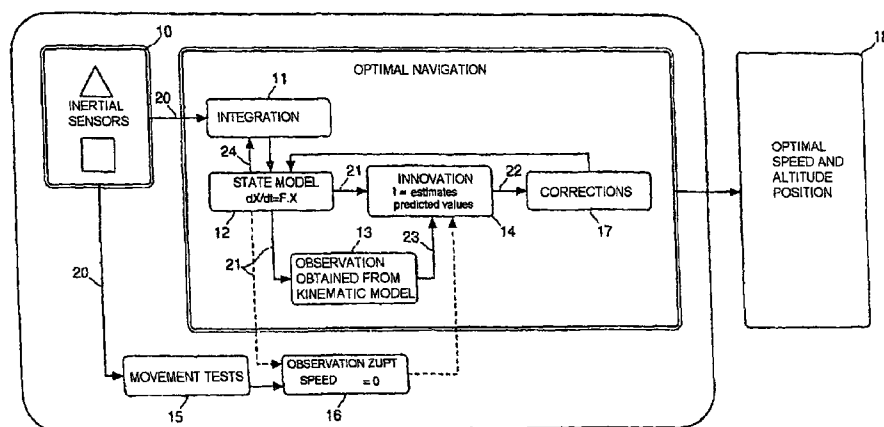 10
18
OPTIMAL NAVIGATION
11
20
INERTIAL
SENSORS
INTEGRATION
24
OPTIMAL
SPEED AND
ALTITUDE
POSITION
STATE MODEL
dX/dt=F.X
21
INNOVATION
I = estimates
predicted values
22
CORRECTIONS
12
13
23
14
17
21
OBSERVATION
OBTAINED FROM
KINEMATIC MODEL
20
MOVEMENT TESTS
OBSERVATION ZUPT
SPEED = 0
15
16